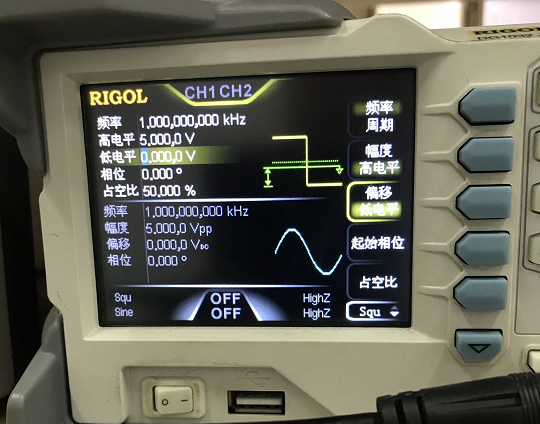 RIGOL
RIGOL CH1 CH2
频率 1.000,000,000 kHz
高电平 5.000,0 V
低电平 0.000,0 V
相位 0.000 °
占空比 50.000 %
频率 1.000,000,000 kHz
幅度 5.000,0 Vpp
偏移 0.000,0 VDC
相位 0.000 °
频率
周期
幅度
高电平
偏移
低电平
起始相位
占空比
Squ
Squ OFF HighZ
Sine OFF HighZ